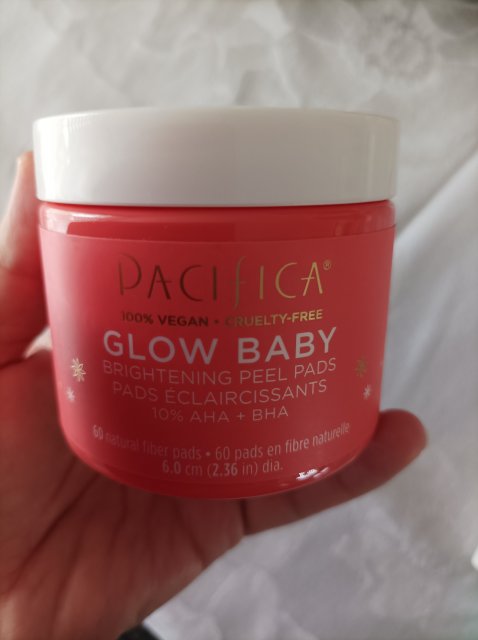 PACIFICA®
100% VEGAN • CRUELTY-FREE
GLOW BABY
BRIGHTENING PEEL PADS
PADS ÉCLAIRCISSANTS
10% AHA + BHA
60 natural fiber pads • 60 pads en fibre naturelle
6.0 cm (2.36 in) dia.